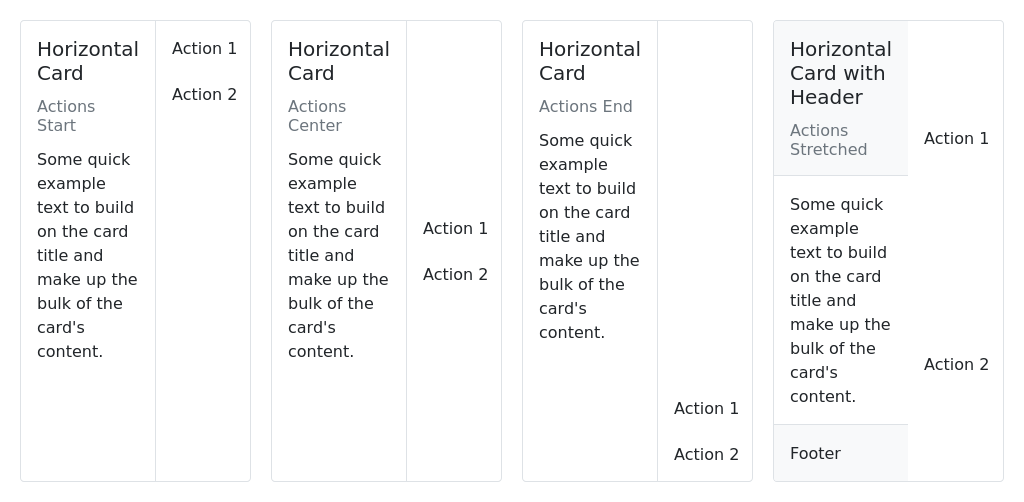 Horizontal
Card
Actions
Start
Some quick
example
text to build
on the card
title and
make up the
bulk of the
card's
content.
Action 1
Action 2
Horizontal
Card
Actions
Center
Some quick
example
text to build
on the card
title and
make up the
bulk of the
card's
content.
Action 1
Action 2
Horizontal
Card
Actions End
Some quick
example
text to build
on the card
title and
make up the
bulk of the
card's
content.
Action 1
Action 2
Horizontal
Card with
Header
Actions
Stretched
Some quick
example
text to build
on the card
title and
make up the
bulk of the
card's
content.
Footer
Action 1
Action 2